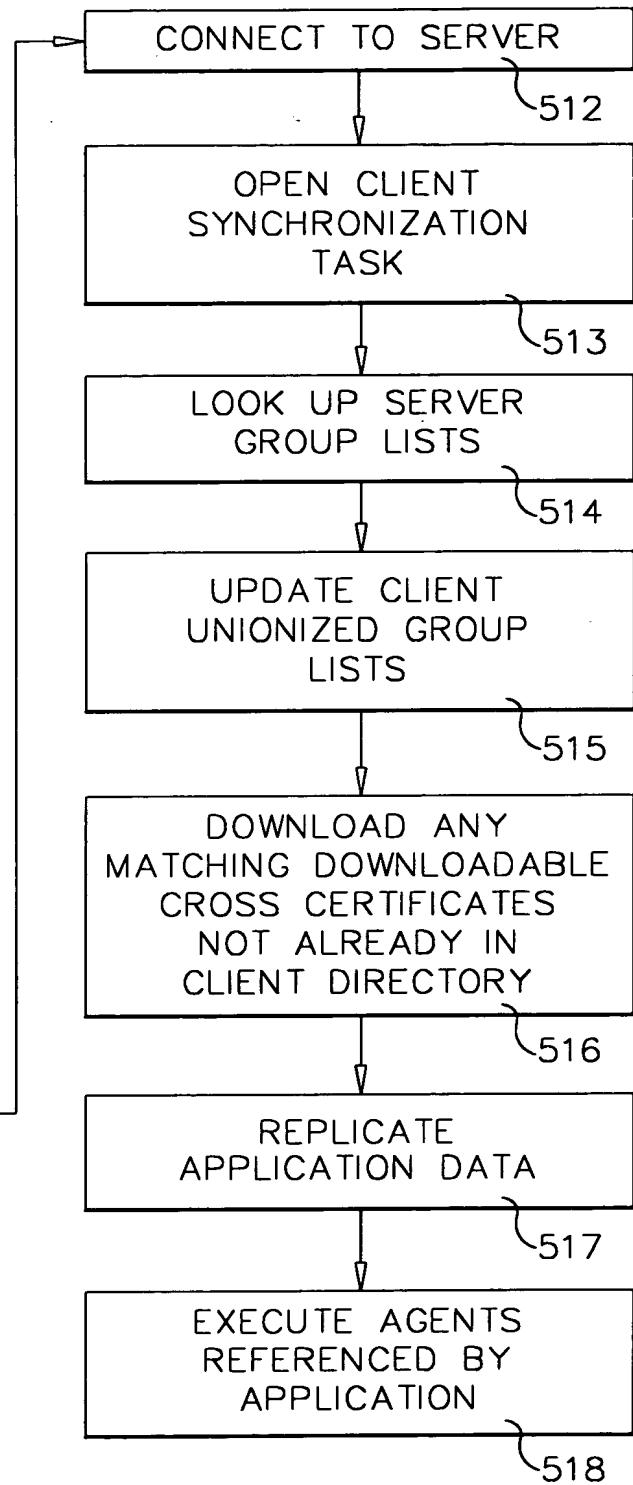 CONNECT TO SERVER
512
OPEN CLIENT
SYNCHRONIZATION
TASK
513
LOOK UP SERVER
GROUP LISTS
514
UPDATE CLIENT
UNIONIZED GROUP
LISTS
515
DOWNLOAD ANY
MATCHING DOWNLOADABLE
CROSS CERTIFICATES
NOT ALREADY IN
CLIENT DIRECTORY
516
REPLICATE
APPLICATION DATA
517
EXECUTE AGENTS
REFERENCED BY
APPLICATION
518